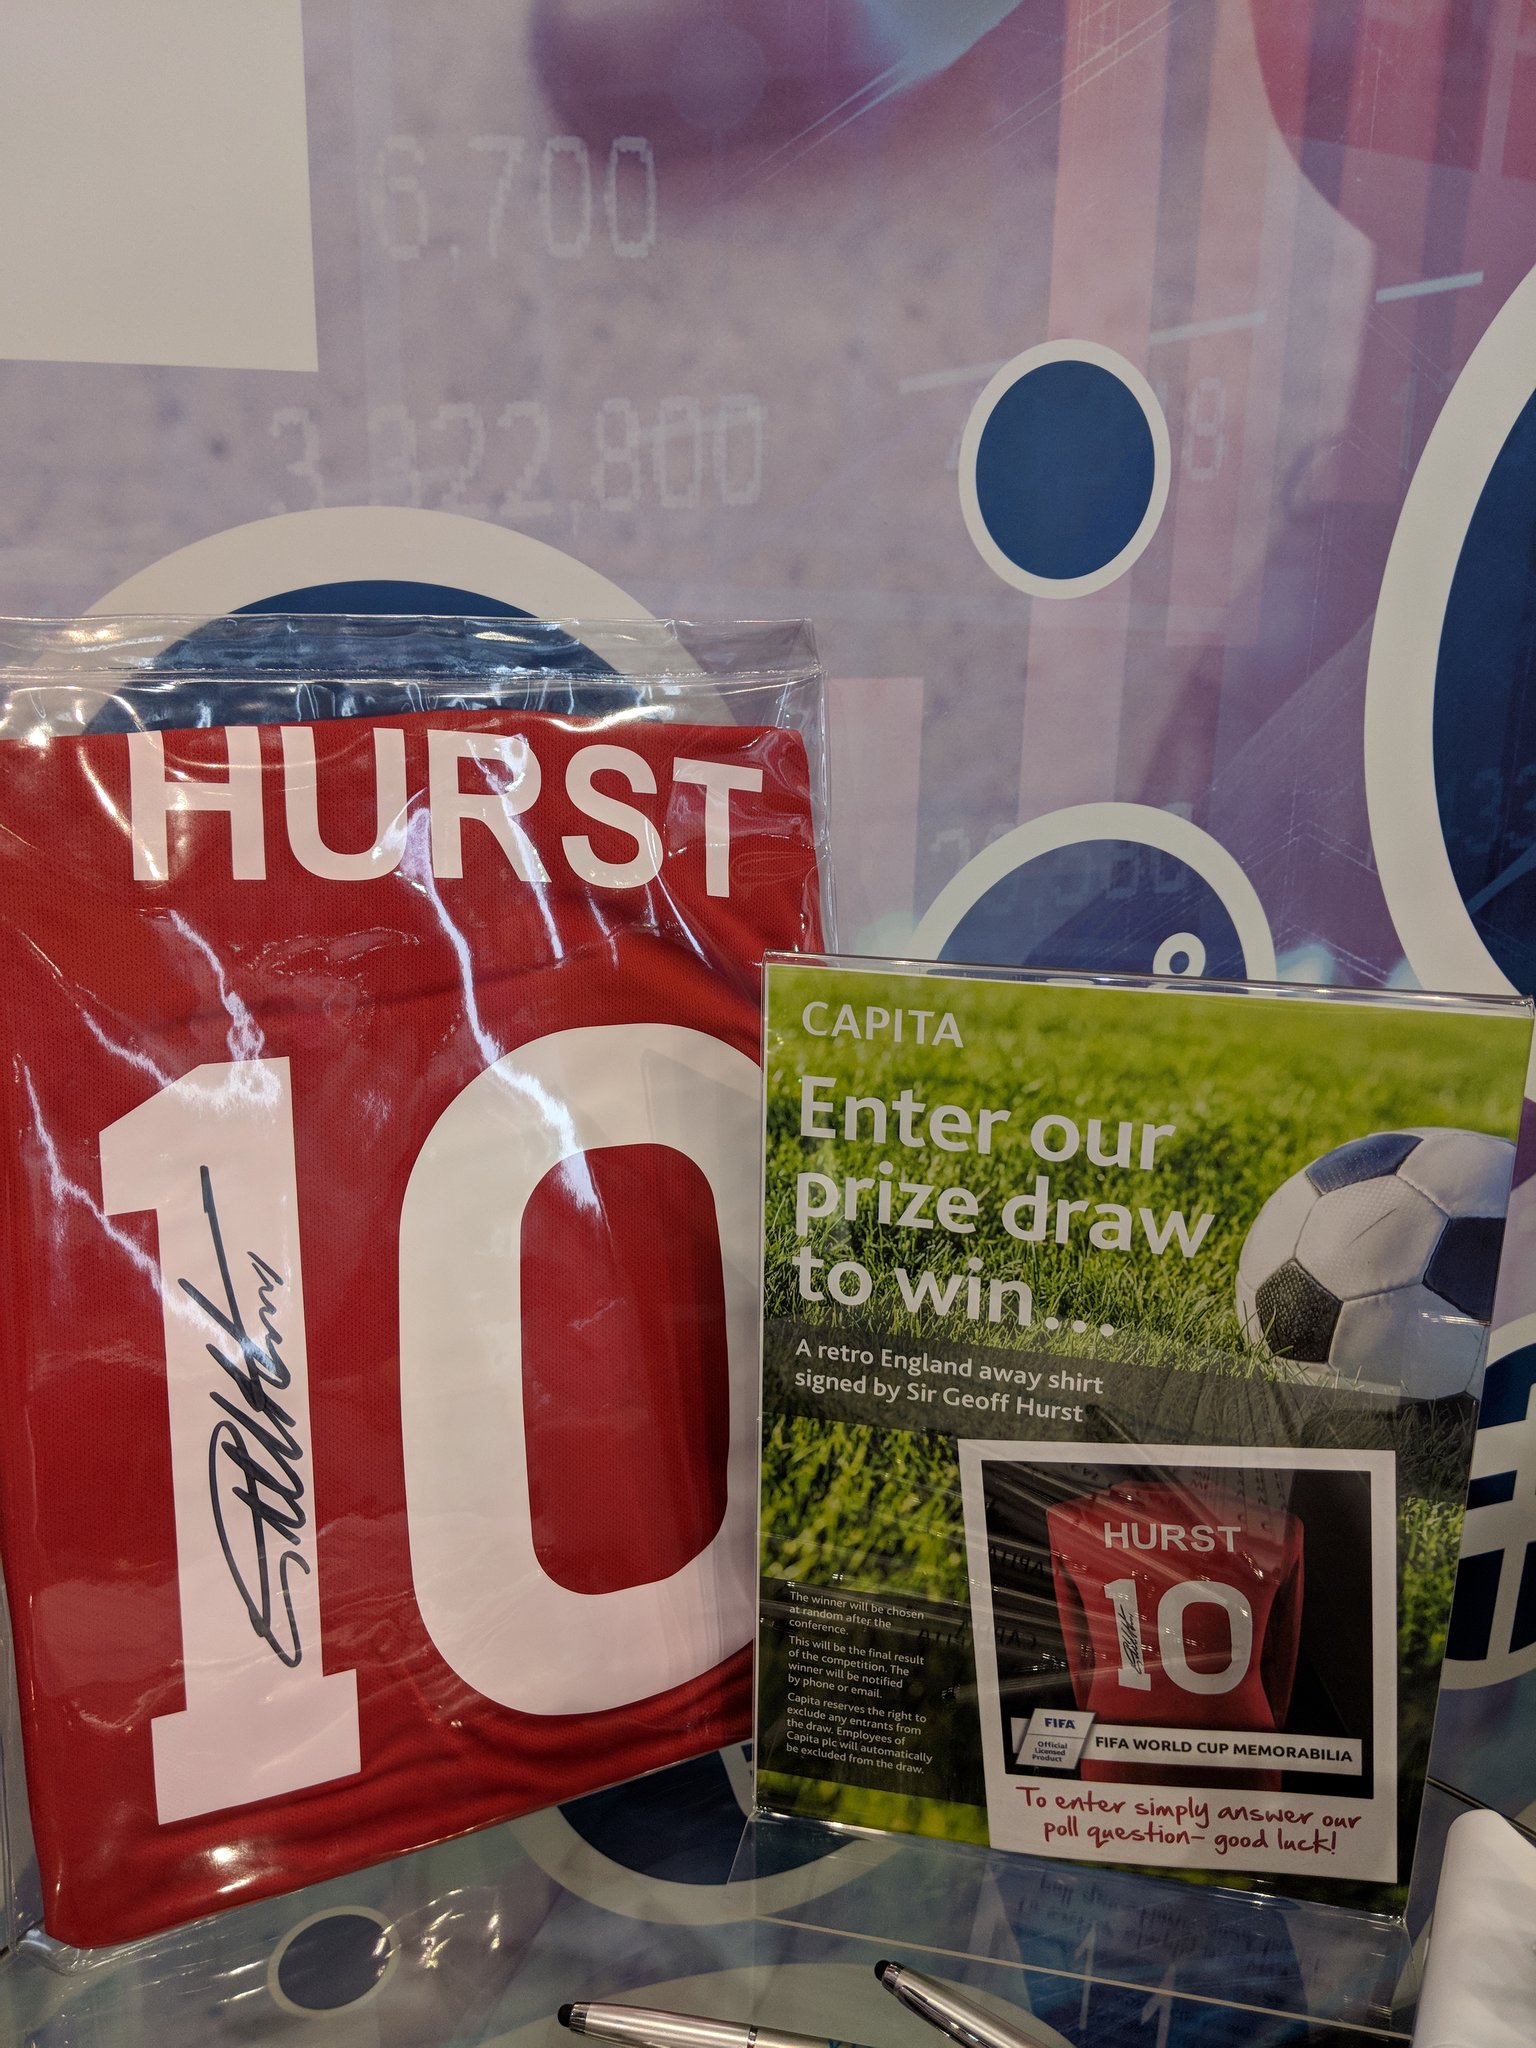 6,700
3,322,800
HURST
10
CAPITA
Enter our
prize draw
to win...
A retro England away shirt
signed by Sir Geoff Hurst
The winner will be chosen
at random after the
conference.
This will be the final result
of the competition. The
winner will be notified
by phone or email.
Capita reserves the right to
exclude any entrants from
the draw. Employees of
Capita plc will automatically
be excluded from the draw.
HURST
10
FIFA
Official
Licensed
Product
FIFA WORLD CUP MEMORABILIA
To enter simply answer our
poll question- good luck!